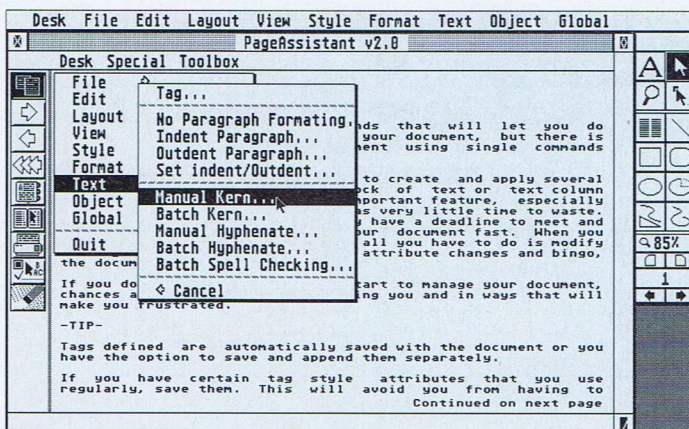 Desk File Edit Layout View Style Format Text Object Global
PageAssistant v2.0
Desk Special Toolbox
File
Edit
Layout
View
Style
Format
Text
Object
Global
Quit
Tag...
No Paragraph Formating.
Indent Paragraph...
Outdent Paragraph...
Set indent/Outdent...
Manual Kern...
Batch Kern...
Manual Hyphenate...
Batch Hyphenate...
Batch Spell Checking...
Cancel
that will let you do
your document, but there is
using single commands
to create and apply several
of text or text column
feature, especially
very little time to waste.
have a deadline to meet and
document fast. When you
all you have to do is modify
attribute changes and bingo,
the docum
If you do
to manage your document,
chances a
ing you and in ways that will
make you frustrated.
-TIP-
Tags defined are automatically saved with the document or you
have the option to save and append them separately.
If you have certain tag style attributes that you use
regularly, save them. This will avoid you from having to
Continued on next page
A
85%
1